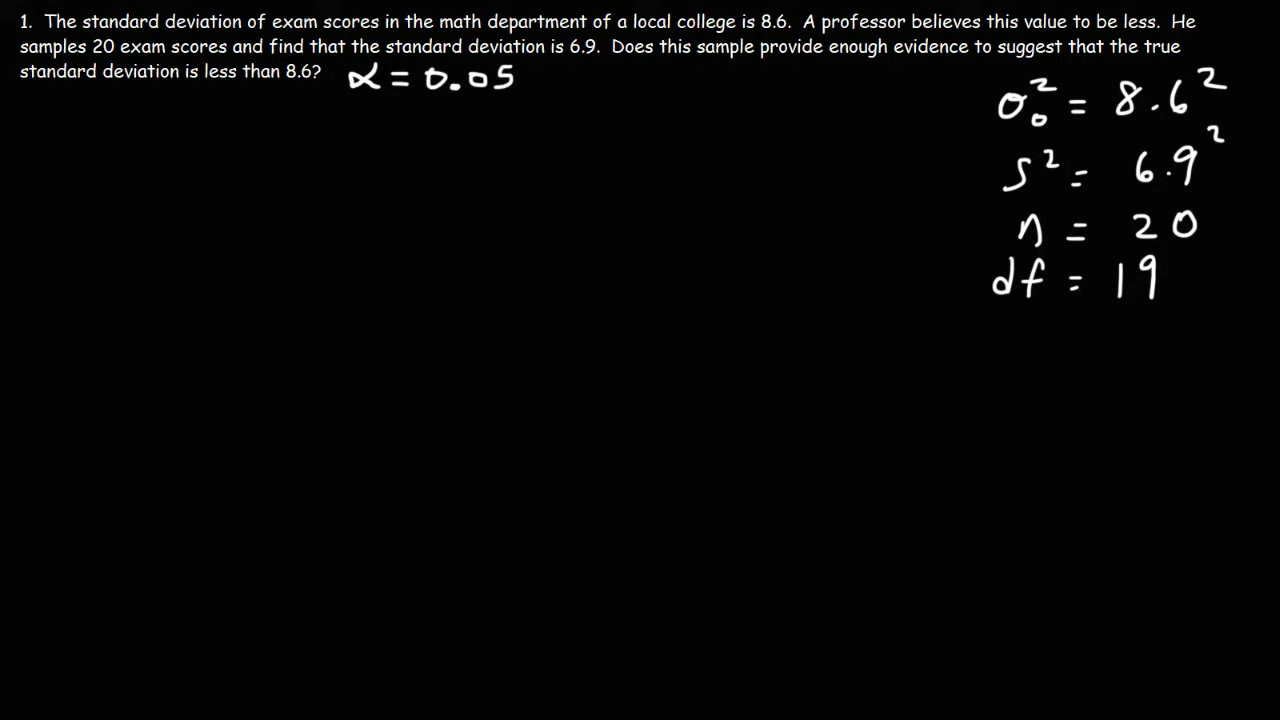 1. The standard deviation of exam scores in the math department of a local college is 8.6. A professor believes this value to be less. He
samples 20 exam scores and find that the standard deviation is 6.9. Does this sample provide enough evidence to suggest that the true
standard deviation is less than 8.6? α = 0.05
σ₀² = 8.6²
s² = 6.9²
n = 20
df = 19